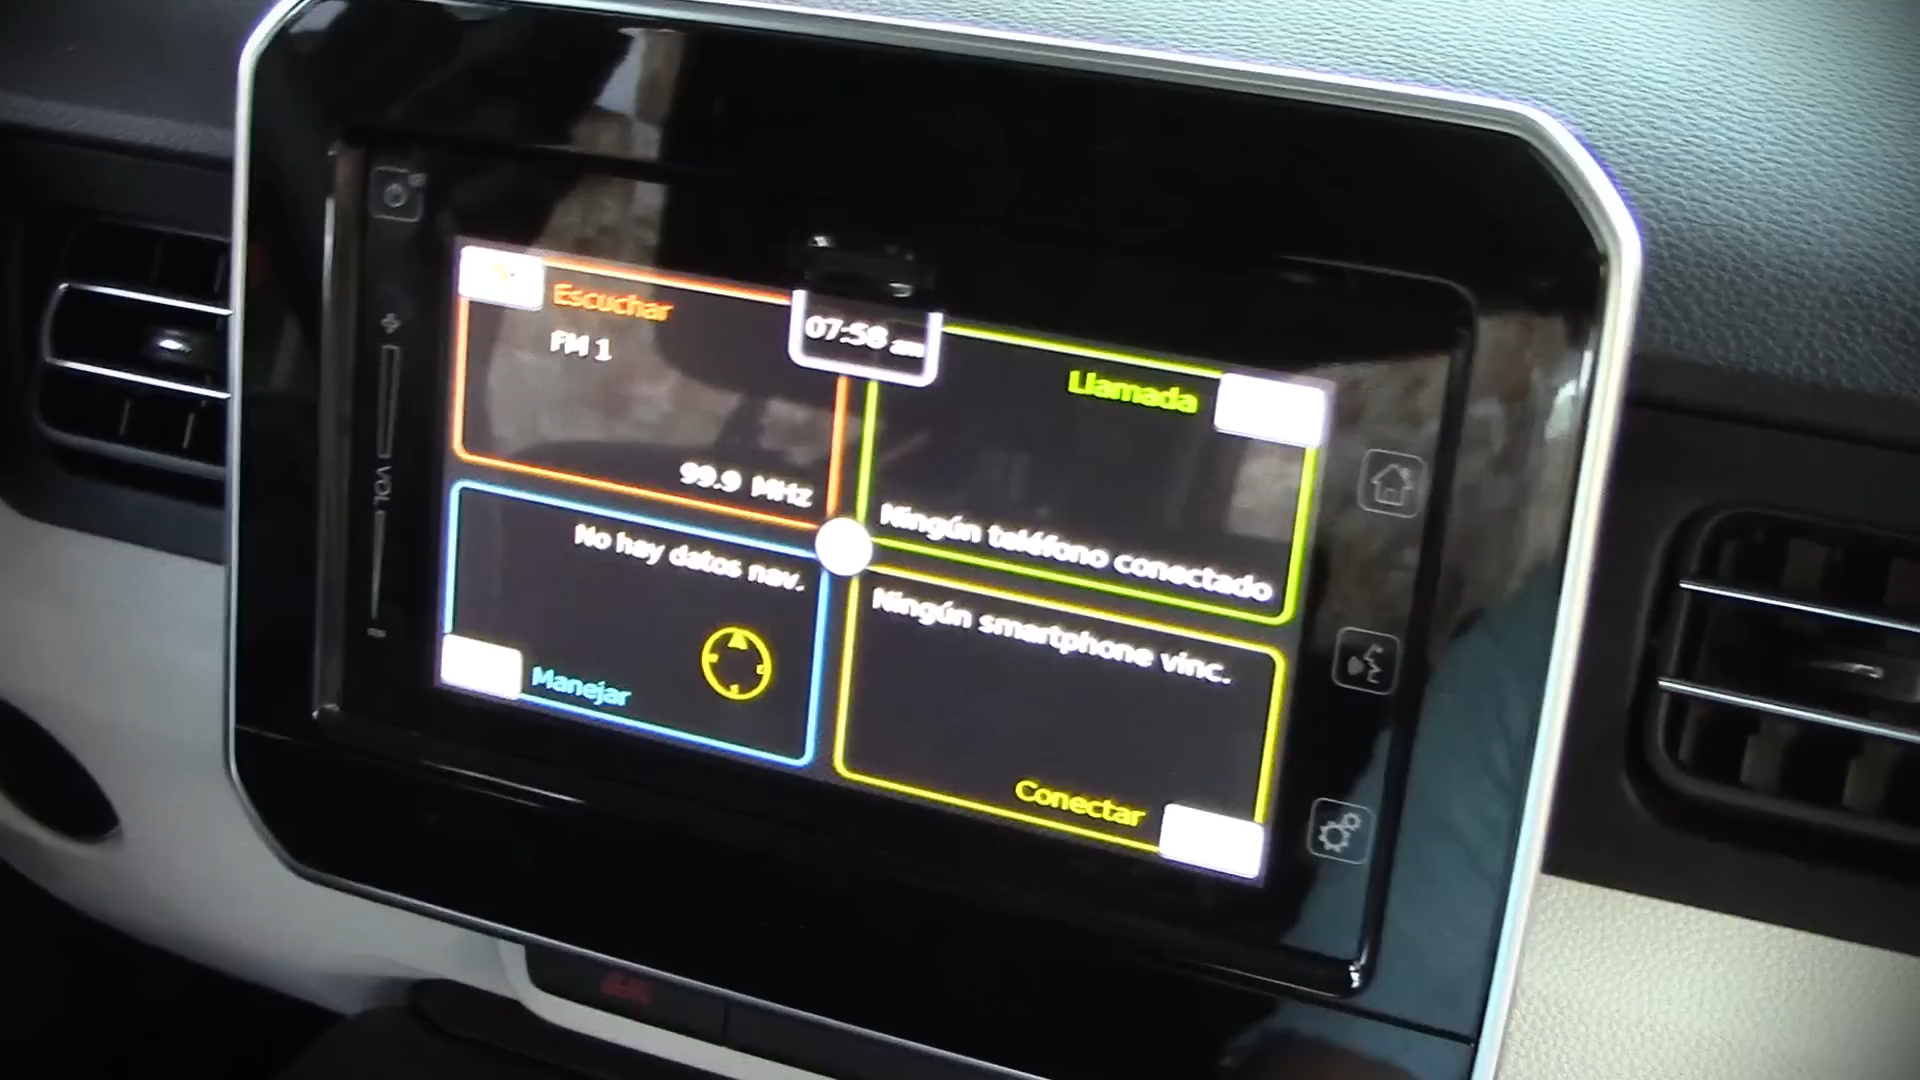 Escuchar
FM 1
99.9 MHz
07:58 am
Llamada
Ningún teléfono conectado
No hay datos nav.
Manejar
Ningún smartphone vinc.
Conectar
VOL